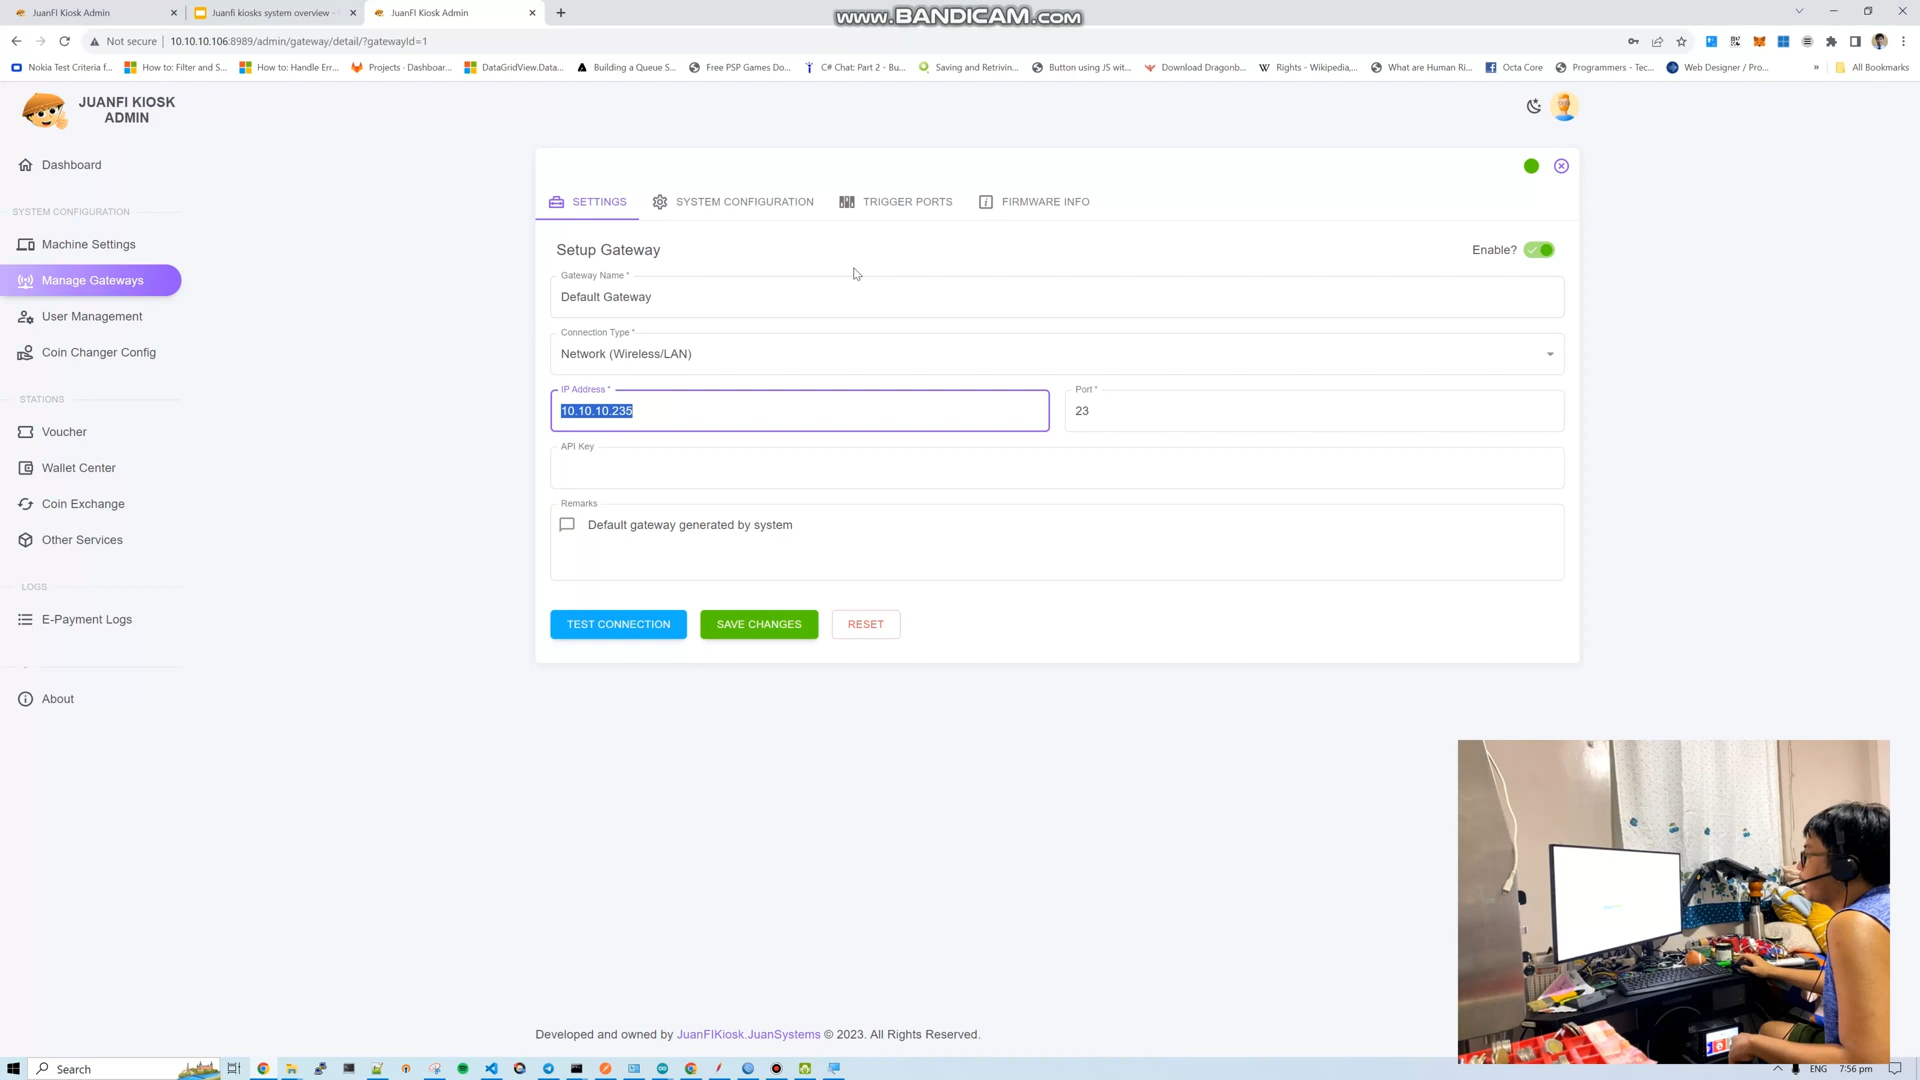 JuanFI Kiosk Admin
Juanfi kiosks system overview -
JuanFI Kiosk Admin
www.BANDICAM.com
Not secure
10.10.10.106:8989/admin/gateway/detail/?gatewayId=1
Nokia Test Criteria f...
How to: Filter and S...
How to: Handle Err...
Projects · Dashboar...
DataGridView.Data...
Building a Queue S...
Free PSP Games Do...
C# Chat: Part 2 - Bu...
Saving and Retrivin...
Button using JS wit...
Download Dragonb...
Rights - Wikipedia,...
What are Human Ri...
Octa Core
Programmers - Tec...
Web Designer / Pro...
»
All Bookmarks
JUANFI KIOSK
ADMIN
Dashboard
SYSTEM CONFIGURATION
Machine Settings
Manage Gateways
User Management
Coin Changer Config
STATIONS
Voucher
Wallet Center
Coin Exchange
Other Services
LOGS
E-Payment Logs
About
SETTINGS
SYSTEM CONFIGURATION
TRIGGER PORTS
FIRMWARE INFO
Setup Gateway
Enable?
Gateway Name *
Default Gateway
Connection Type *
Network (Wireless/LAN)
IP Address *
10.10.10.235
Port *
23
API Key
Remarks
Default gateway generated by system
TEST CONNECTION
SAVE CHANGES
RESET
Developed and owned by JuanFIKiosk.JuanSystems © 2023. All Rights Reserved.
Search
ENG
7:56 pm